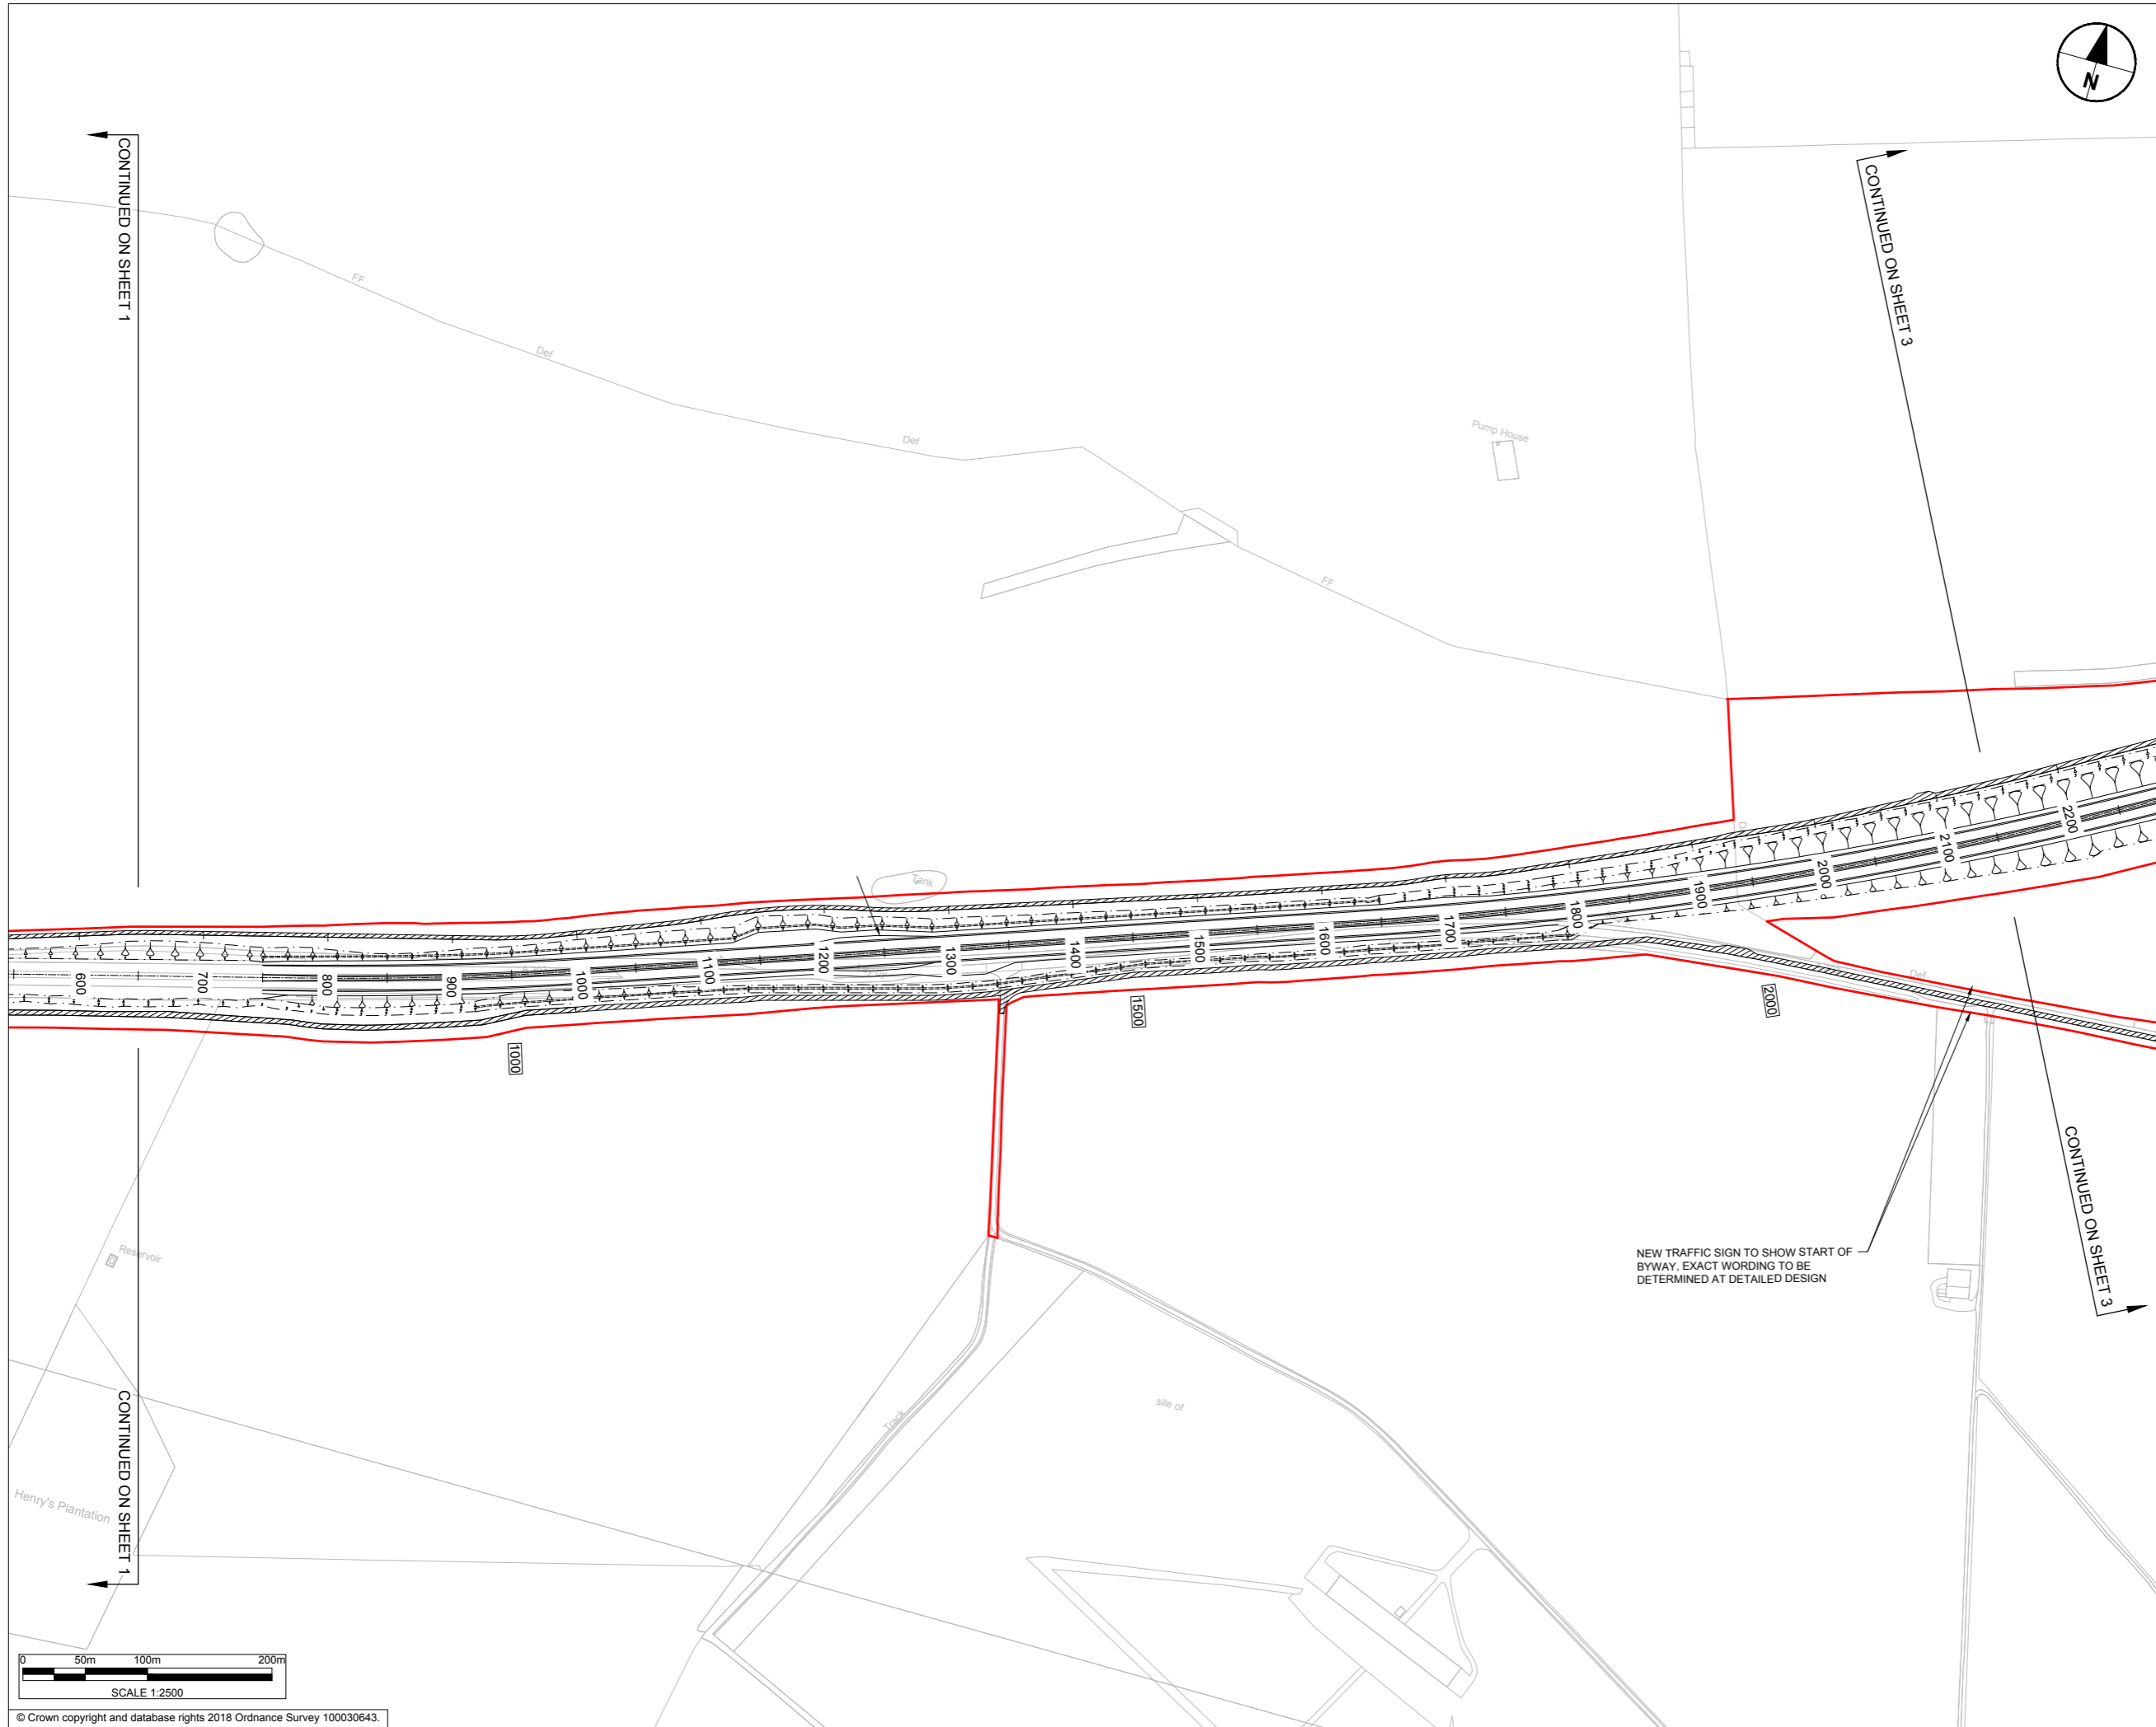 N
CONTINUED ON SHEET 1
CONTINUED ON SHEET 3
FF
Def
Def
Pump House
FF
Tank
D
600
700
800
900
1000
1100
1200
1300
1400
1500
1600
1700
1800
1900
2000
2100
2200
Def
1000
1500
2000
CONTINUED ON SHEET 3
Reservoir
NEW TRAFFIC SIGN TO SHOW START OF
BYWAY, EXACT WORDING TO BE
DETERMINED AT DETAILED DESIGN
Track
site of
CONTINUED ON SHEET 1
Henry's Plantation
0 50m 100m 200m
SCALE 1:2500
© Crown copyright and database rights 2018 Ordnance Survey 100030643.